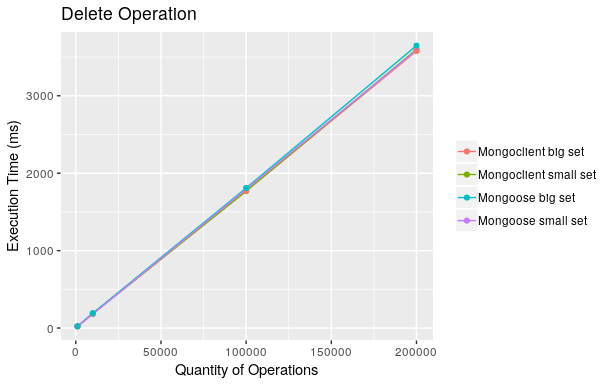 Delete Operation
Execution Time (ms)
3000
2000
1000
0
0 50000 100000 150000 200000
Quantity of Operations
Mongoclient big set
Mongoclient small set
Mongoose big set
Mongoose small set